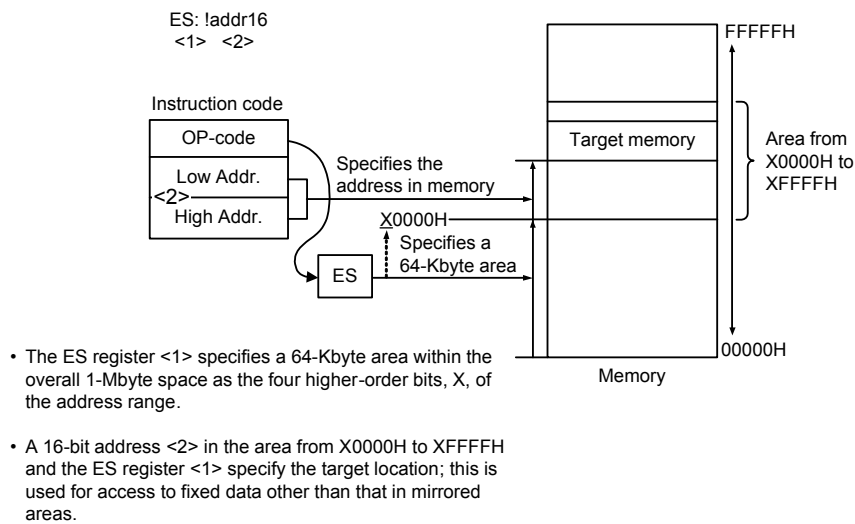 ES: !addr16
<1> <2>
FFFFFH
Instruction code
OP-code
Low Addr.
<2>
High Addr.
Specifies the
address in memory
Target memory
Area from
X0000H to
XFFFFH
X0000H
Specifies a
64-Kbyte area
ES
00000H
Memory
• The ES register <1> specifies a 64-Kbyte area within the
overall 1-Mbyte space as the four higher-order bits, X, of
the address range.
• A 16-bit address <2> in the area from X0000H to XFFFFH
and the ES register <1> specify the target location; this is
used for access to fixed data other than that in mirrored
areas.